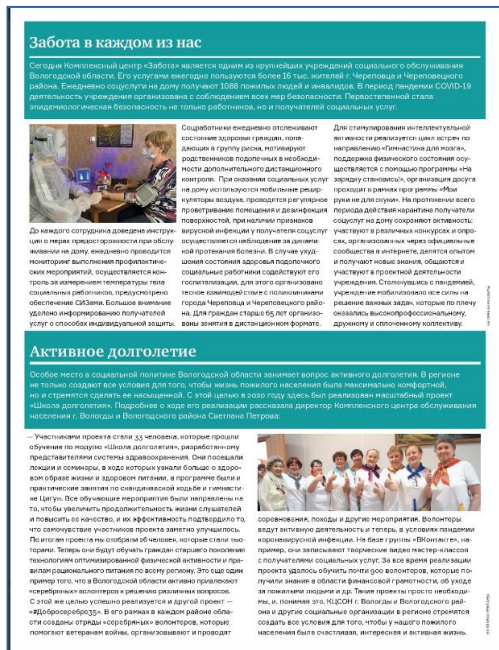 Забота в каждом из нас
Сегодня Комплексный центр «Забота» является одним из крупнейших учреждений социального обслуживания
Вологодской области. Его услугами ежегодно пользуются более 16 тыс. жителей г. Череповца и Череповецкого
района. Ежедневно соцуслуги на дому получают 1088 пожилых людей и инвалидов. В период пандемии COVID-19
деятельность учреждения организована с соблюдением всех мер безопасности. Первостепенной стала
эпидемиологическая безопасность не только работников, но и получателей социальных услуг.
До каждого сотрудника доведена инструк-
ция о мерах предосторожности при обслу-
живании на дому, ежедневно проводится
мониторинг выполнения профилактиче-
ских мероприятий, осуществляется конт-
роль за измерением температуры тела
социальных работников, предусмотрено
обеспечение СИЗами. Большое внимание
уделено информированию получателей
услуг о способах индивидуальной защиты.
Соцработники ежедневно отслеживают
состояние здоровья граждан, попа-
дающих в группу риска, мотивируют
родственников подопечных в необходи-
мости дополнительного дистанционного
контроля. При оказании социальных услуг
на дому используются мобильные рецир-
куляторы воздуха, проводятся регулярное
проветривание помещения и дезинфекция
поверхностей, при наличии признаков
вирусной инфекции у получателя соцуслуг
осуществляется наблюдение за динами-
кой протекания болезни. В случае ухуд-
шения состояния здоровья подопечного
социальные работники содействуют его
госпитализации, для этого организовано
тесное взаимодействие с поликлиниками
города Череповца и Череповецкого райо-
на. Для граждан старше 65 лет организо-
ваны занятия в дистанционном формате.
Для стимулирования интеллектуальной
активности реализуется цикл встреч по
направлению «Гимнастика для мозга»,
поддержка физического состояния осу-
ществляется с помощью программы «На
зарядку становись!», организация досуга
проходит в рамках программы «Мои
руки не для скуки». На протяжении всего
периода действия карантина получатели
соцуслуг на дому сохраняют активность:
участвуют в различных конкурсах и опро-
сах, организованных через официальные
сообщества в интернете, делятся опытом
и получают новые знания, общаются и
участвуют в проектной деятельности
учреждения. Столкнувшись с пандемией,
учреждение мобилизовало все силы на
решение важных задач, которые по плечу
оказались высокопрофессиональному,
дружному и сплоченному коллективу.
Активное долголетие
Особое место в социальной политике Вологодской области занимает вопрос активного долголетия. В регионе
не только создают все условия для того, чтобы жизнь пожилого населения была максимально комфортной,
но и стремятся сделать ее насыщенной. С этой целью в 2020 году здесь был реализован масштабный проект
«Школа долголетия». Подробнее о ходе его реализации рассказала директор Комплексного центра обслуживания
населения г. Вологды и Вологодского района Светлана Петрова:
— Участниками проекта стали 33 человека, которые прошли
обучение по модулю «Школа долголетия», разработанному
представителями системы здравоохранения. Они посещали
лекции и семинары, в ходе которых узнали больше о здоро-
вом образе жизни и здоровом питании, в программе были и
практические занятия по скандинавской ходьбе и гимнасти-
ке Цигун. Все обучающие мероприятия были направлены на
то, чтобы увеличить продолжительность жизни слушателей
и повысить ее качество, и их эффективность подтвердило то,
что самочувствие участников проекта заметно улучшилось.
По итогам проекта мы отобрали 26 человек, которые стали тью-
торами. Теперь они будут обучать граждан старшего поколения
технологиям оптимизированной физической активности и пра-
вилам рационального питания по всему региону. Это еще один
пример того, что в Вологодской области активно привлекают
«серебряных» волонтеров к решению различных вопросов.
С этой же целью успешно реализуется и другой проект —
«#Добросеребро35». В его рамках в каждом районе обла-
сти созданы отряды «серебряных» волонтеров, которые
помогают ветеранам войны, организовывают и проводят
соревнования, походы и другие мероприятия. Волонтеры
ведут активную деятельность и теперь, в условиях пандемии
коронавирусной инфекции. На базе группы «ВКонтакте», на-
пример, они записывают творческие видео мастер-классов
с получателями социальных услуг. За все время реализации
проекта удалось обучить почти 900 волонтеров, которые по-
лучили знания в области финансовой грамотности, об уходе
за пожилыми людьми и др. Такие проекты просто необходи-
мы, и, понимая это, КЦСОН г. Вологды и Вологодского рай-
она и другие социальные организации в регионе стремятся
создать все условия для того, чтобы у нашего пожилого
населения была счастливая, интересная и активная жизнь.